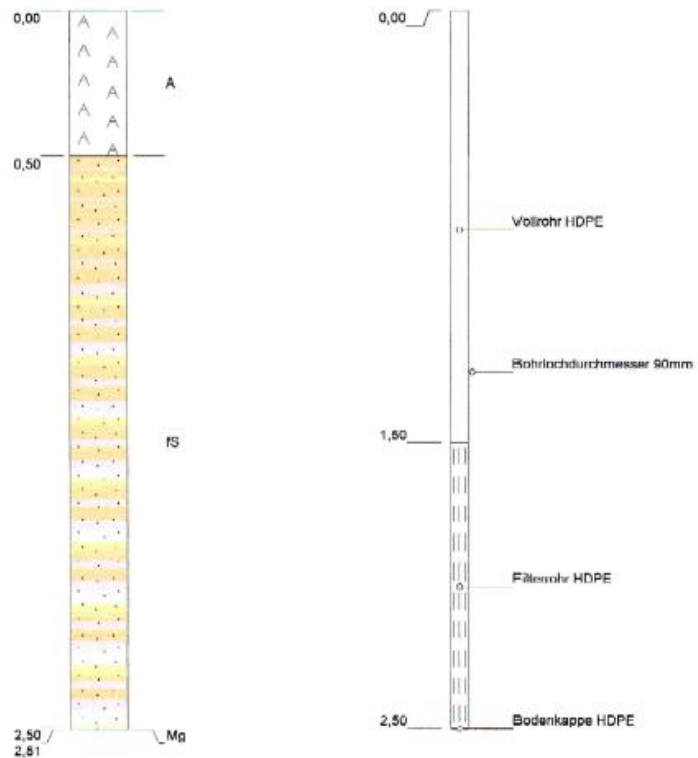 0,00
A
0,50
fS
2,50
2,51
Mg
0,00
Vollrohr HDPE
Bohrlochdurchmesser 90mm
1,50
Filterrohr HDPE
2,50
Bodenkappe HDPE